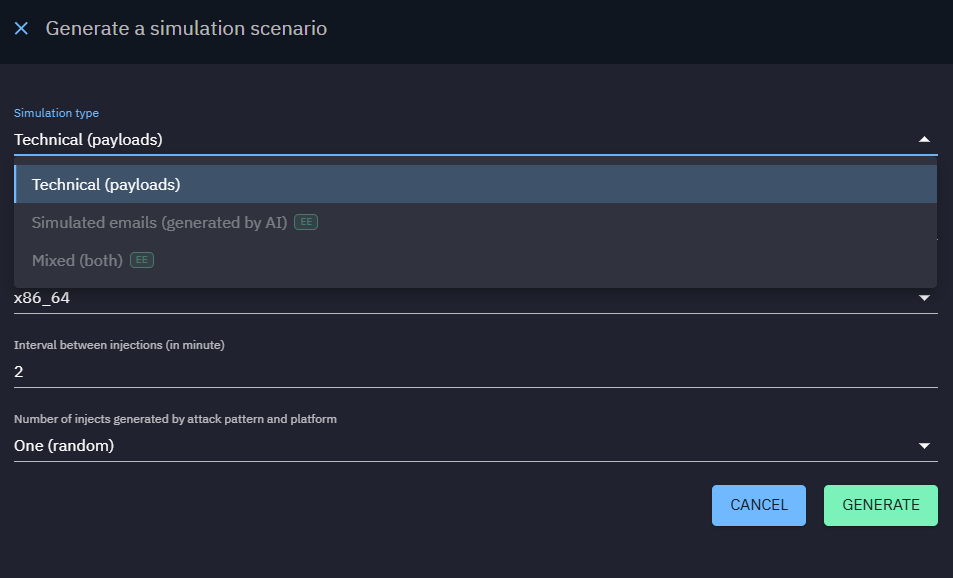 Generate a simulation scenario
Simulation type
Technical (payloads)
Technical (payloads)
Simulated emails (generated by AI) EE
Mixed (both) EE
x86_64
Interval between injections (in minute)
2
Number of injects generated by attack pattern and platform
One (random)
CANCEL GENERATE